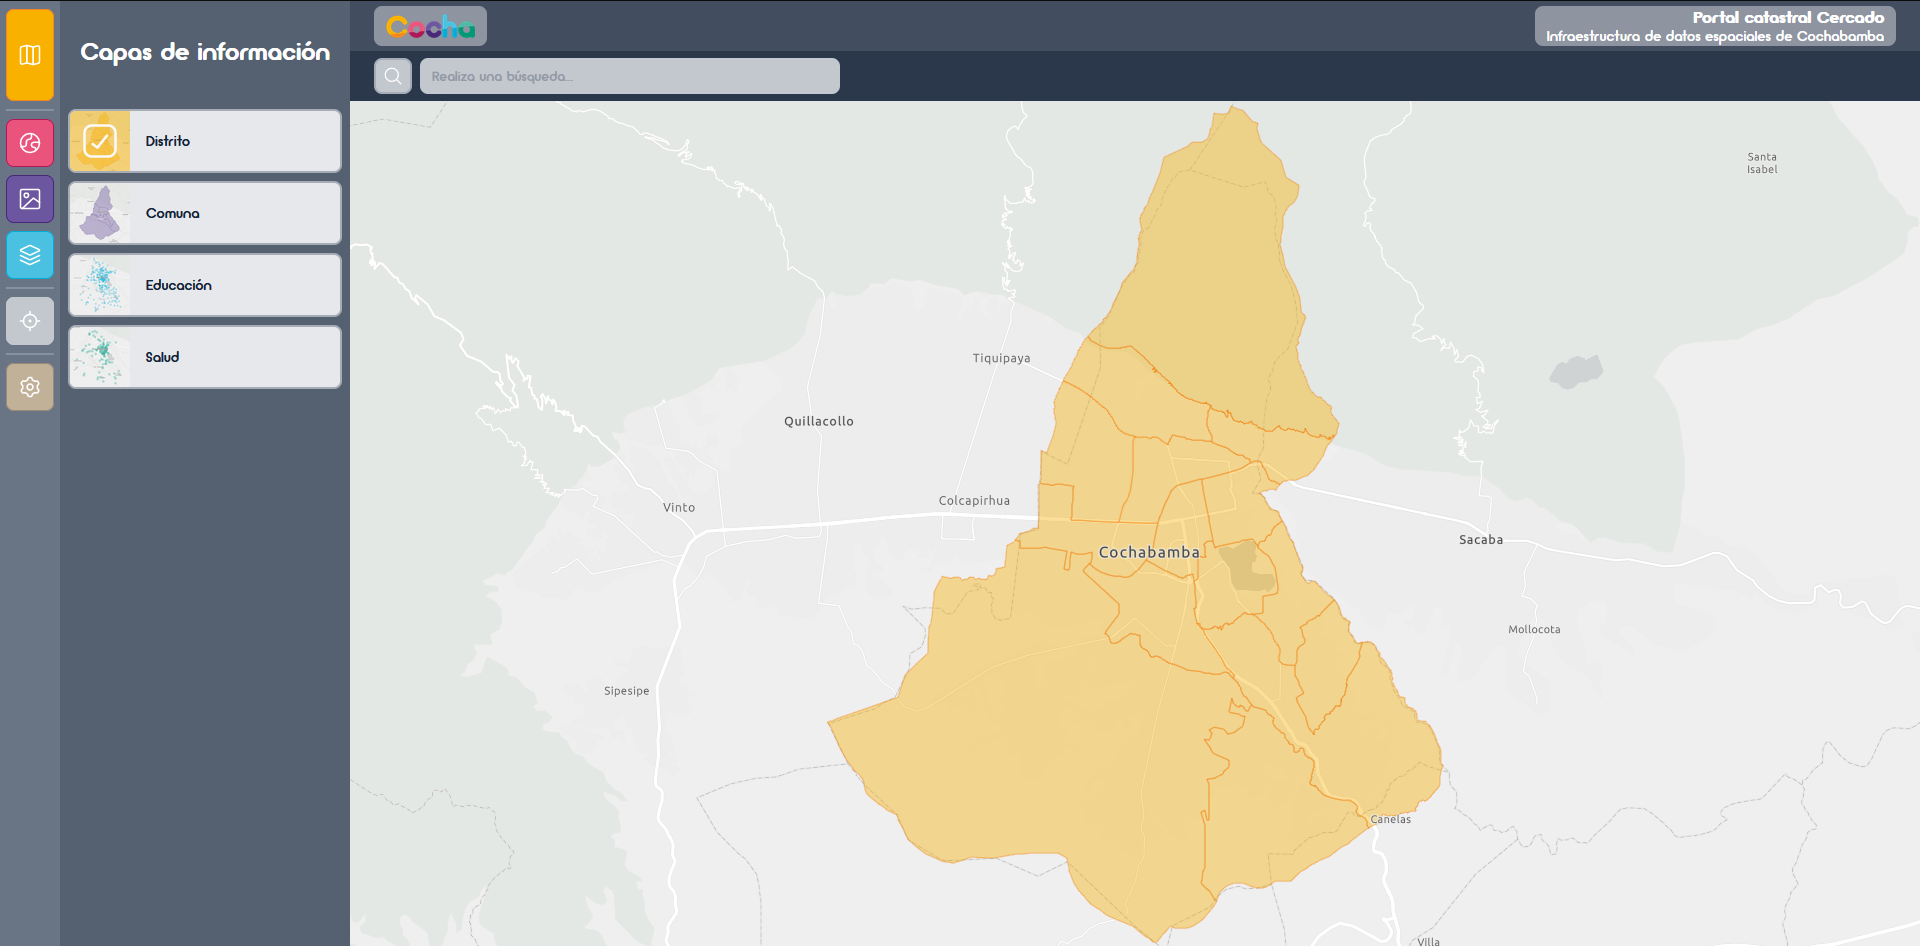 Capas de información
Distrito
Comuna
Educación
Salud
Cocha
Portal catastral Cercado
Infraestructura de datos espaciales de Cochabamba
Realiza una búsqueda...
Santa
Isabel
Tiquipaya
Quillacollo
Colcapirhua
Vinto
Sacaba
Cochabamba
Mollocota
Sipesipe
Canelas
Villa